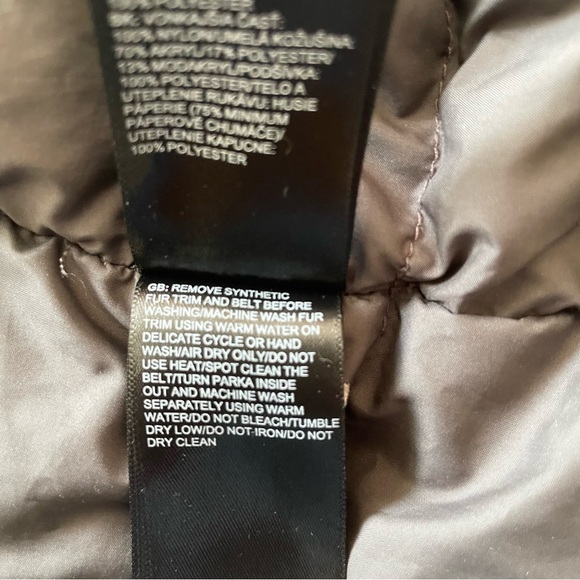 100% POLYESTER
SK: VONKAJŠIA ČASŤ:
100% NYLON/UMELÁ KOŽUŠINA:
70% AKRYL/17% POLYESTER/
13% MODAKRYL/PODŠÍVKA:
100% POLYESTER/TELO A
UTEPLENIE RUKÁVU: HUSIE
PÁPERIE (75% MINIMUM
PÁPEROVÉ CHUMÁČE)/
UTEPLENIE KAPUCNE:
100% POLYESTER
GB: REMOVE SYNTHETIC
FUR TRIM AND BELT BEFORE
WASHING/MACHINE WASH FUR
TRIM USING WARM WATER ON
DELICATE CYCLE OR HAND
WASH/AIR DRY ONLY/DO NOT
USE HEAT/SPOT CLEAN THE
BELT/TURN PARKA INSIDE
OUT AND MACHINE WASH
SEPARATELY USING WARM
WATER/DO NOT BLEACH/TUMBLE
DRY LOW/DO NOT IRON/DO NOT
DRY CLEAN